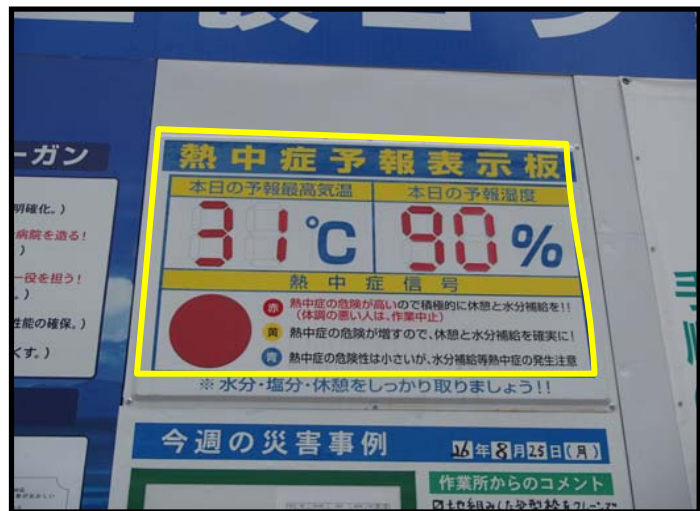 ーガン
明確化。)
病院を造る!
)
一役を担う!
)
性能の確保。)
くす。)
熱中症予報表示板
本日の予報最高気温
本日の予報湿度
31℃
90%
熱中症信号
赤 熱中症の危険が高いので積極的に休憩と水分補給を!!
(体調の悪い人は、作業中止)
黄 熱中症の危険が増すので、休憩と水分補給を確実に!
青 熱中症の危険性は小さいが、水分補給等熱中症の発生注意
※水分・塩分・休憩をしっかり取りましょう!!
今週の災害事例
26年8月25日(月)
作業所からのコメント